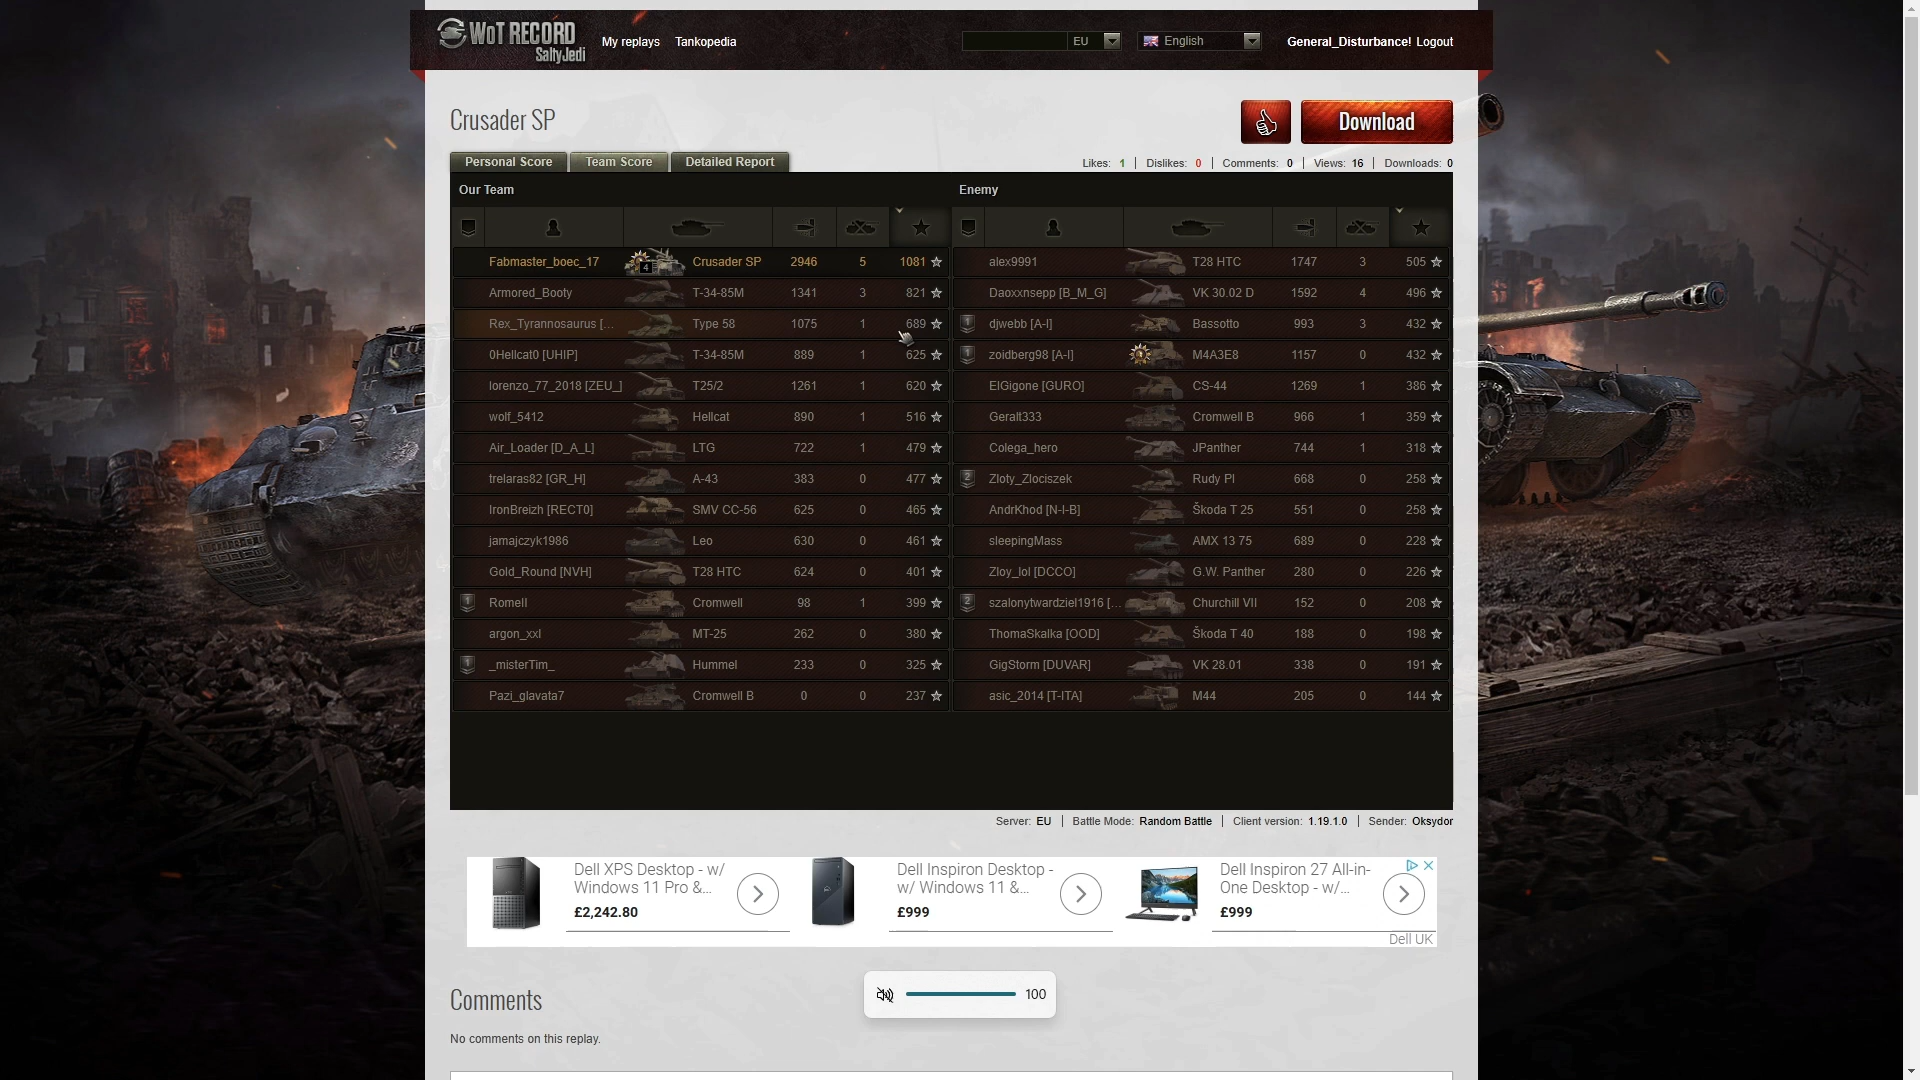 WoT RECORD
SaltyJedi
My replays Tankopedia
EU
English
General_Disturbance! Logout
Crusader SP
Download
Personal Score Team Score Detailed Report
Likes: 1 | Dislikes: 0 | Comments: 0 | Views: 16 | Downloads: 0
Our Team Enemy
Fabmaster_boec_17 4 Crusader SP 2946 5 1081 alex9991 T28 HTC 1747 3 505
Armored_Booty T-34-85M 1341 3 821 Daoxxnsepp [B_M_G] VK 30.02 D 1592 4 496
Rex_Tyrannosaurus [... Type 58 1075 1 689 1 djwebb [A-I] Bassotto 993 3 432
0Hellcat0 [UHIP] T-34-85M 889 1 625 1 zoidberg98 [A-I] M4A3E8 1157 0 432
lorenzo_77_2018 [ZEU_] T25/2 1261 1 620 ElGigone [GURO] CS-44 1269 1 386
wolf_5412 Hellcat 890 1 516 Geralt333 Cromwell B 966 1 359
Air_Loader [D_A_L] LTG 722 1 479 Colega_hero JPanther 744 1 318
trelaras82 [GR_H] A-43 383 0 477 2 Zloty_Zlociszek Rudy Pl 668 0 258
IronBreizh [RECT0] SMV CC-56 625 0 465 AndrKhod [N-I-B] Škoda T 25 551 0 258
jamajczyk1986 Leo 630 0 461 sleepingMass AMX 13 75 689 0 228
Gold_Round [NVH] T28 HTC 624 0 401 Zloy_lol [DCCO] G.W. Panther 280 0 226
1 Romell Cromwell 98 1 399 2 szalonytwardziel1916 [... Churchill VII 152 0 208
argon_xxl MT-25 262 0 380 ThomaSkalka [OOD] Škoda T 40 188 0 198
1 _misterTim_ Hummel 233 0 325 GigStorm [DUVAR] VK 28.01 338 0 191
Pazi_glavata7 Cromwell B 0 0 237 asic_2014 [T-ITA] M44 205 0 144
Server: EU | Battle Mode: Random Battle | Client version: 1.19.1.0 | Sender: Oksydor
Dell XPS Desktop - w/
Windows 11 Pro &...
£2,242.80
Dell Inspiron Desktop -
w/ Windows 11 &...
£999
Dell Inspiron 27 All-in-
One Desktop - w/...
£999
Dell UK
Comments
100
No comments on this replay.